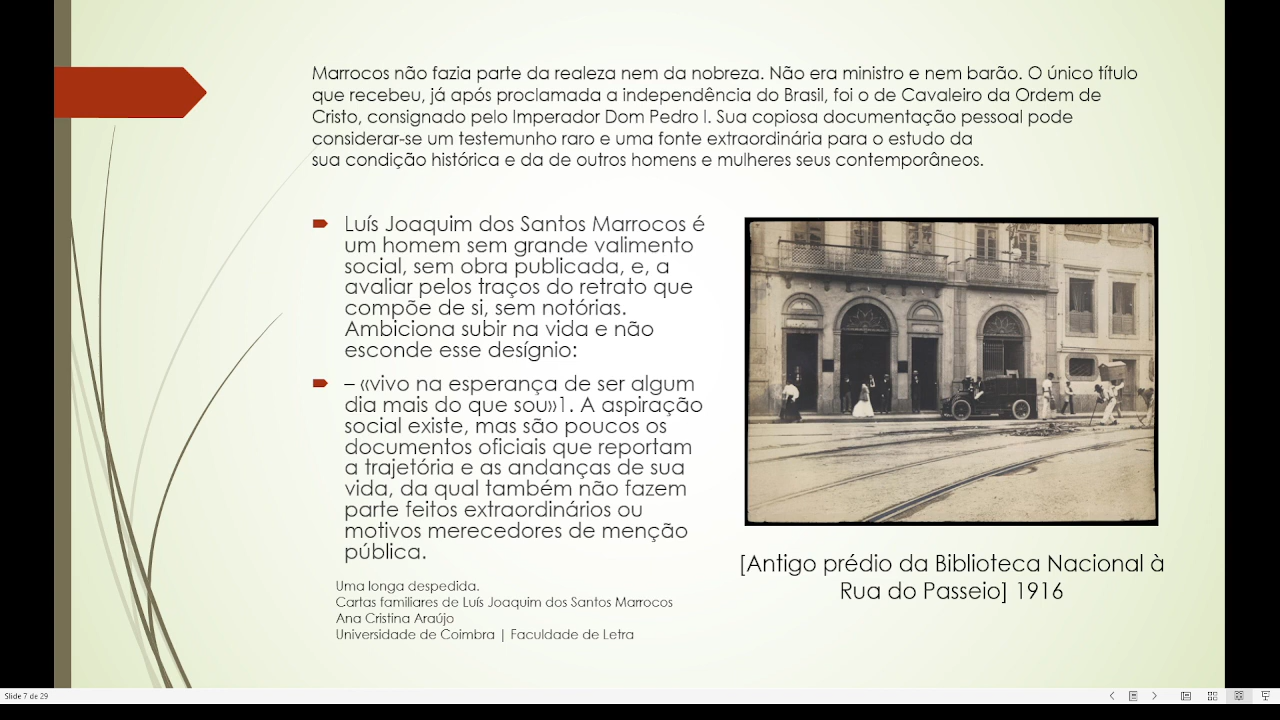 Marrocos não fazia parte da realeza nem da nobreza. Não era ministro e nem barão. O único título
que recebeu, já após proclamada a independência do Brasil, foi o de Cavaleiro da Ordem de
Cristo, consignado pelo Imperador Dom Pedro I. Sua copiosa documentação pessoal pode
considerar-se um testemunho raro e uma fonte extraordinária para o estudo da
sua condição histórica e da de outros homens e mulheres seus contemporâneos.
Luís Joaquim dos Santos Marrocos é
um homem sem grande valimento
social, sem obra publicada, e, a
avaliar pelos traços do retrato que
compõe de si, sem notórias.
Ambiciona subir na vida e não
esconde esse desígnio:
– «vivo na esperança de ser algum
dia mais do que sou»1. A aspiração
social existe, mas são poucos os
documentos oficiais que reportam
a trajetória e as andanças de sua
vida, da qual também não fazem
parte feitos extraordinários ou
motivos merecedores de menção
pública.
Uma longa despedida.
Cartas familiares de Luís Joaquim dos Santos Marrocos
Ana Cristina Araújo
Universidade de Coimbra | Faculdade de Letra
[Antigo prédio da Biblioteca Nacional à
Rua do Passeio] 1916
Slide 7 de 29